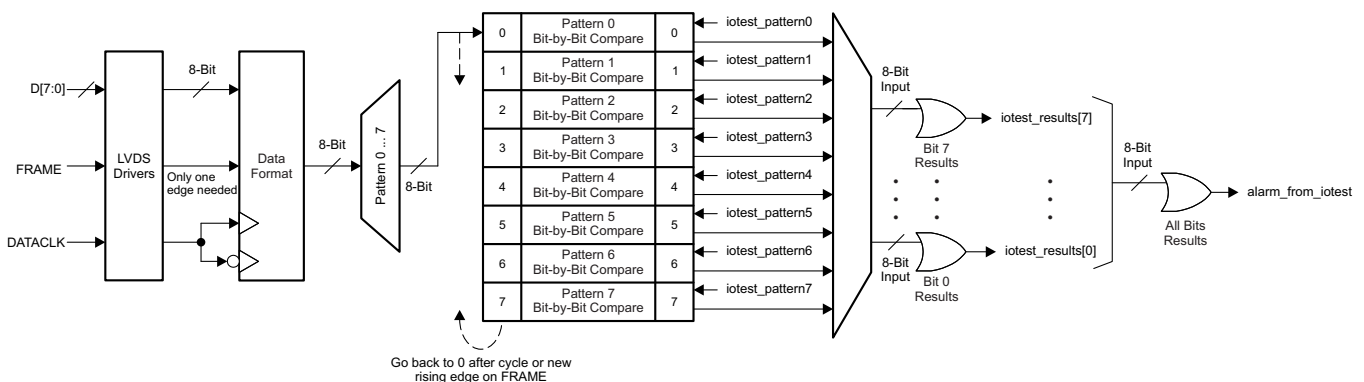 D[7:0]
FRAME
DATACLK
LVDS
Drivers
8-Bit
Only one
edge needed
Data
Format
8-Bit
Pattern 0 ... 7
8-Bit
0
Pattern 0
Bit-by-Bit Compare
0
iotest_pattern0
1
Pattern 1
Bit-by-Bit Compare
1
iotest_pattern1
2
Pattern 2
Bit-by-Bit Compare
2
iotest_pattern2
3
Pattern 3
Bit-by-Bit Compare
3
iotest_pattern3
4
Pattern 4
Bit-by-Bit Compare
4
iotest_pattern4
5
Pattern 5
Bit-by-Bit Compare
5
iotest_pattern5
6
Pattern 6
Bit-by-Bit Compare
6
iotest_pattern6
7
Pattern 7
Bit-by-Bit Compare
7
iotest_pattern7
Go back to 0 after cycle or new
rising edge on FRAME
8-Bit
Input
Bit 7
Results
iotest_results[7]
8-Bit
Input
Bit 0
Results
iotest_results[0]
8-Bit
Input
All Bits
Results
alarm_from_iotest